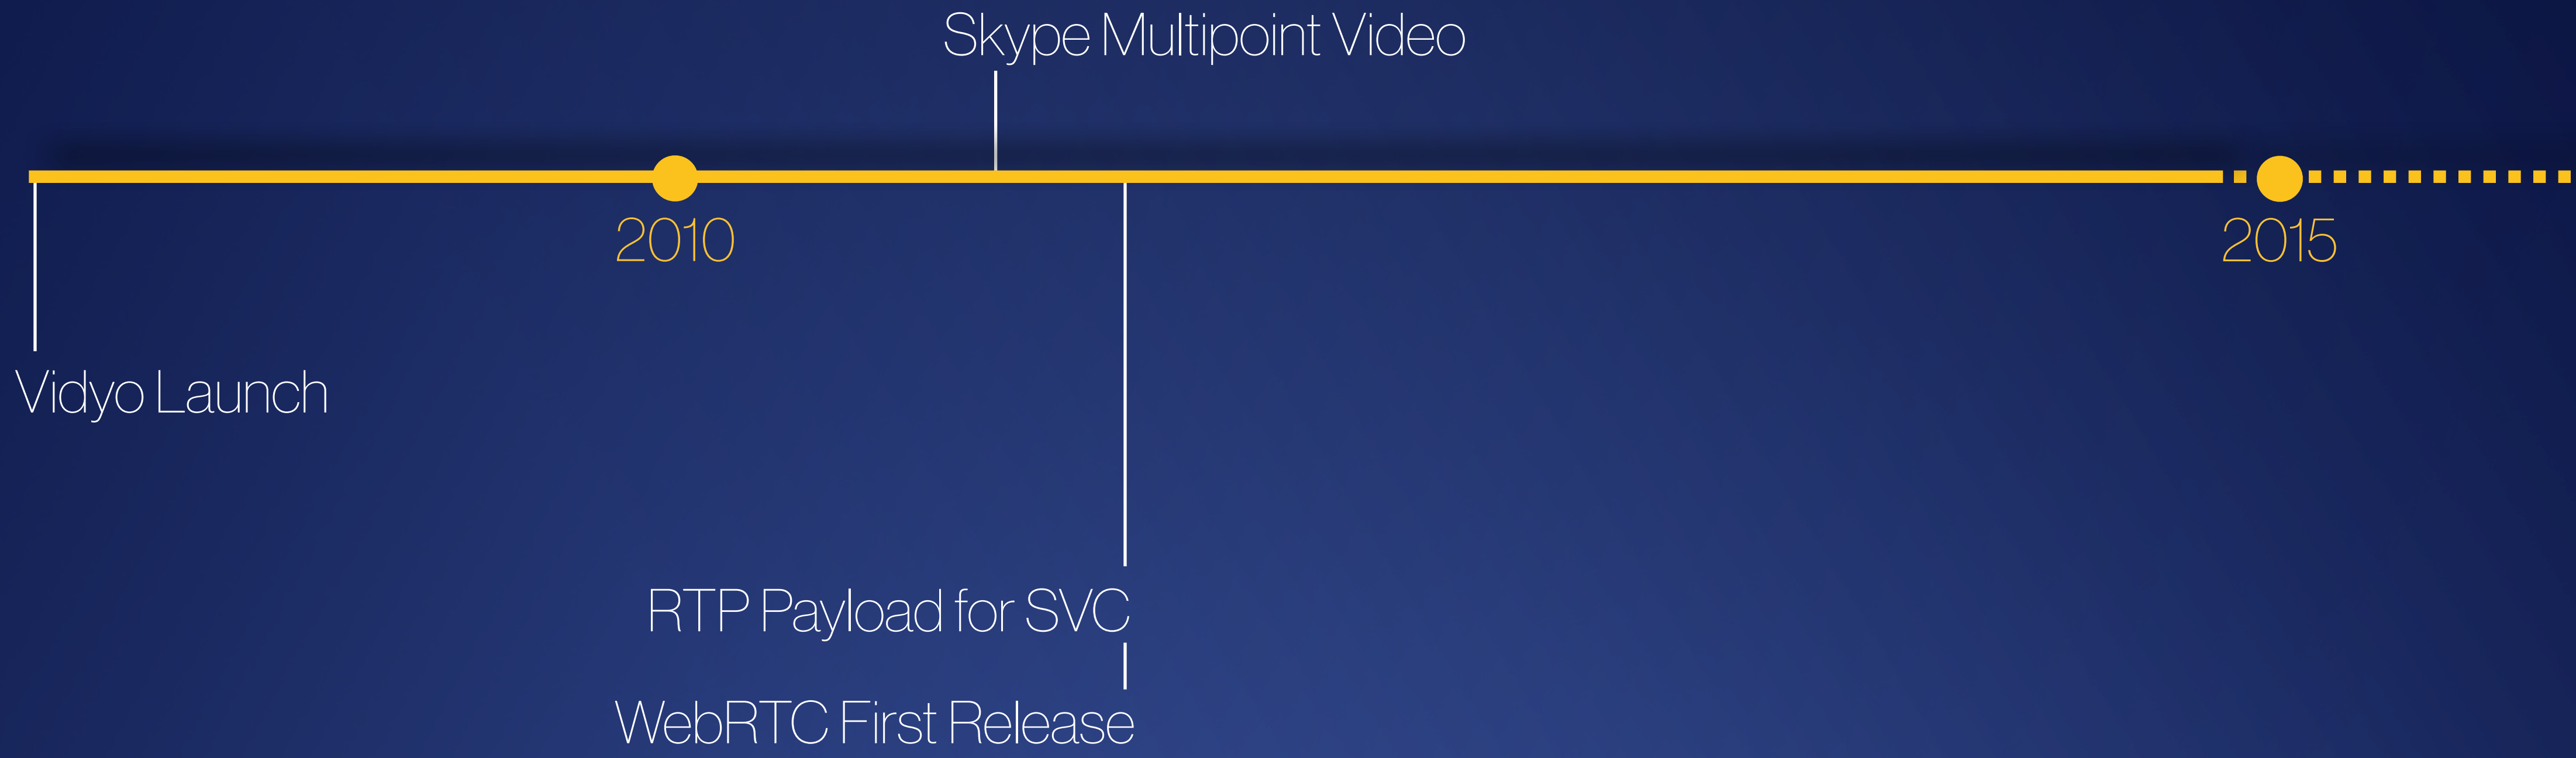 Skype Multipoint Video
2010
2015
Vidyo Launch
RTP Payload for SVC
WebRTC First Release